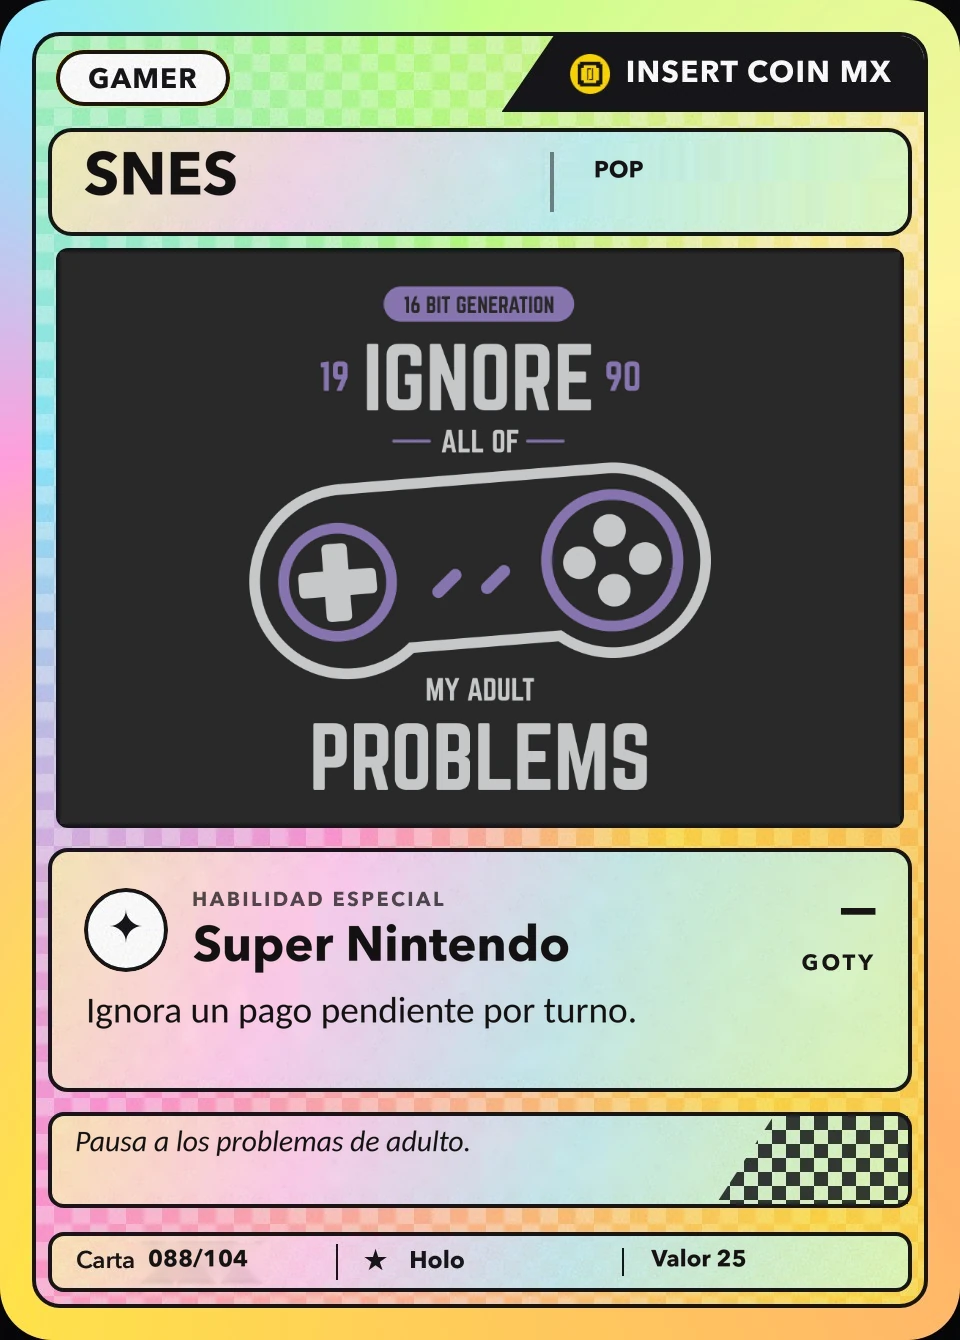 GAMER
INSERT COIN MX
SNES
POP
16 BIT GENERATION
19 IGNORE 90
ALL OF
MY ADULT
PROBLEMS
HABILIDAD ESPECIAL
Super Nintendo
—
GOTY
Ignora un pago pendiente por turno.
Pausa a los problemas de adulto.
Carta 088/104 ★ Holo Valor 25